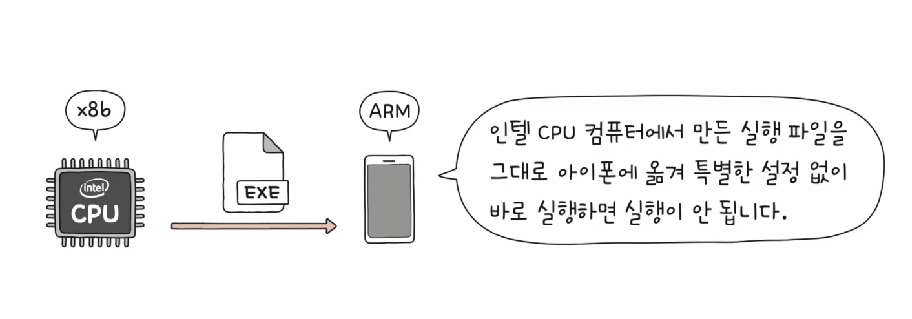 x86
ARM
intel
CPU
EXE
인텔 CPU 컴퓨터에서 만든 실행 파일을
그대로 아이폰에 옮겨 특별한 설정 없이
바로 실행하면 실행이 안 됩니다.